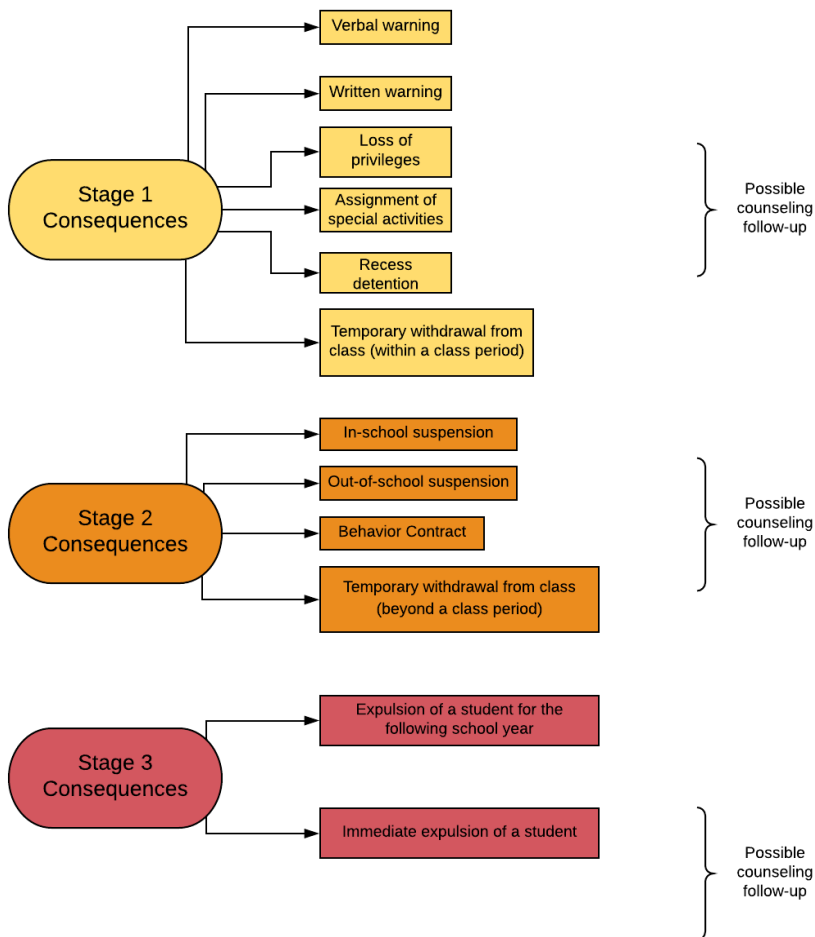 Verbal warning
Written warning
Loss of
privileges
Stage 1
Consequences
Assignment of
special activities
Recess
detention
Temporary withdrawal from
class (within a class period)
Possible
counseling
follow-up
In-school suspension
Out-of-school suspension
Stage 2
Consequences
Behavior Contract
Temporary withdrawal from class
(beyond a class period)
Possible
counseling
follow-up
Expulsion of a student for the
following school year
Stage 3
Consequences
Immediate expulsion of a student
Possible
counseling
follow-up